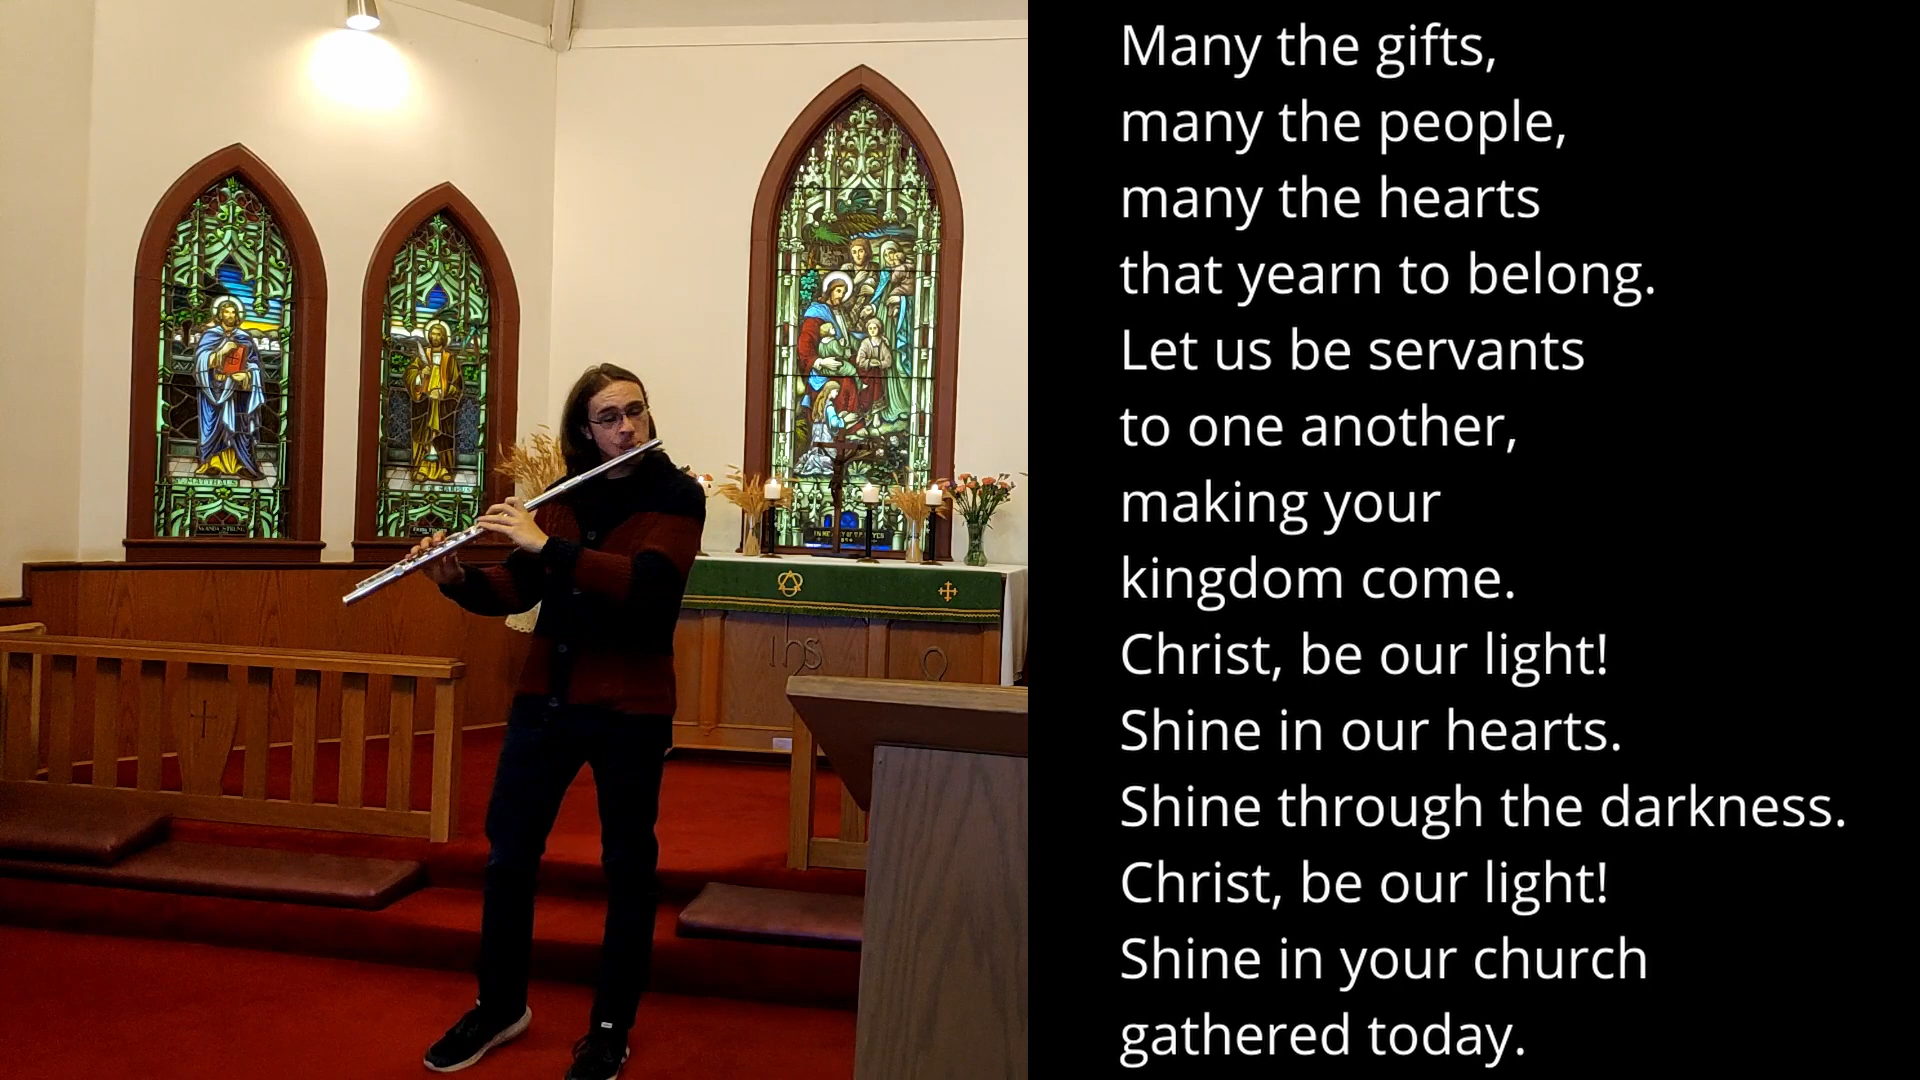 Many the gifts,
many the people,
many the hearts
that yearn to belong.
Let us be servants
to one another,
making your
kingdom come.
Christ, be our light!
Shine in our hearts.
Shine through the darkness.
Christ, be our light!
Shine in your church
gathered today.
IHS